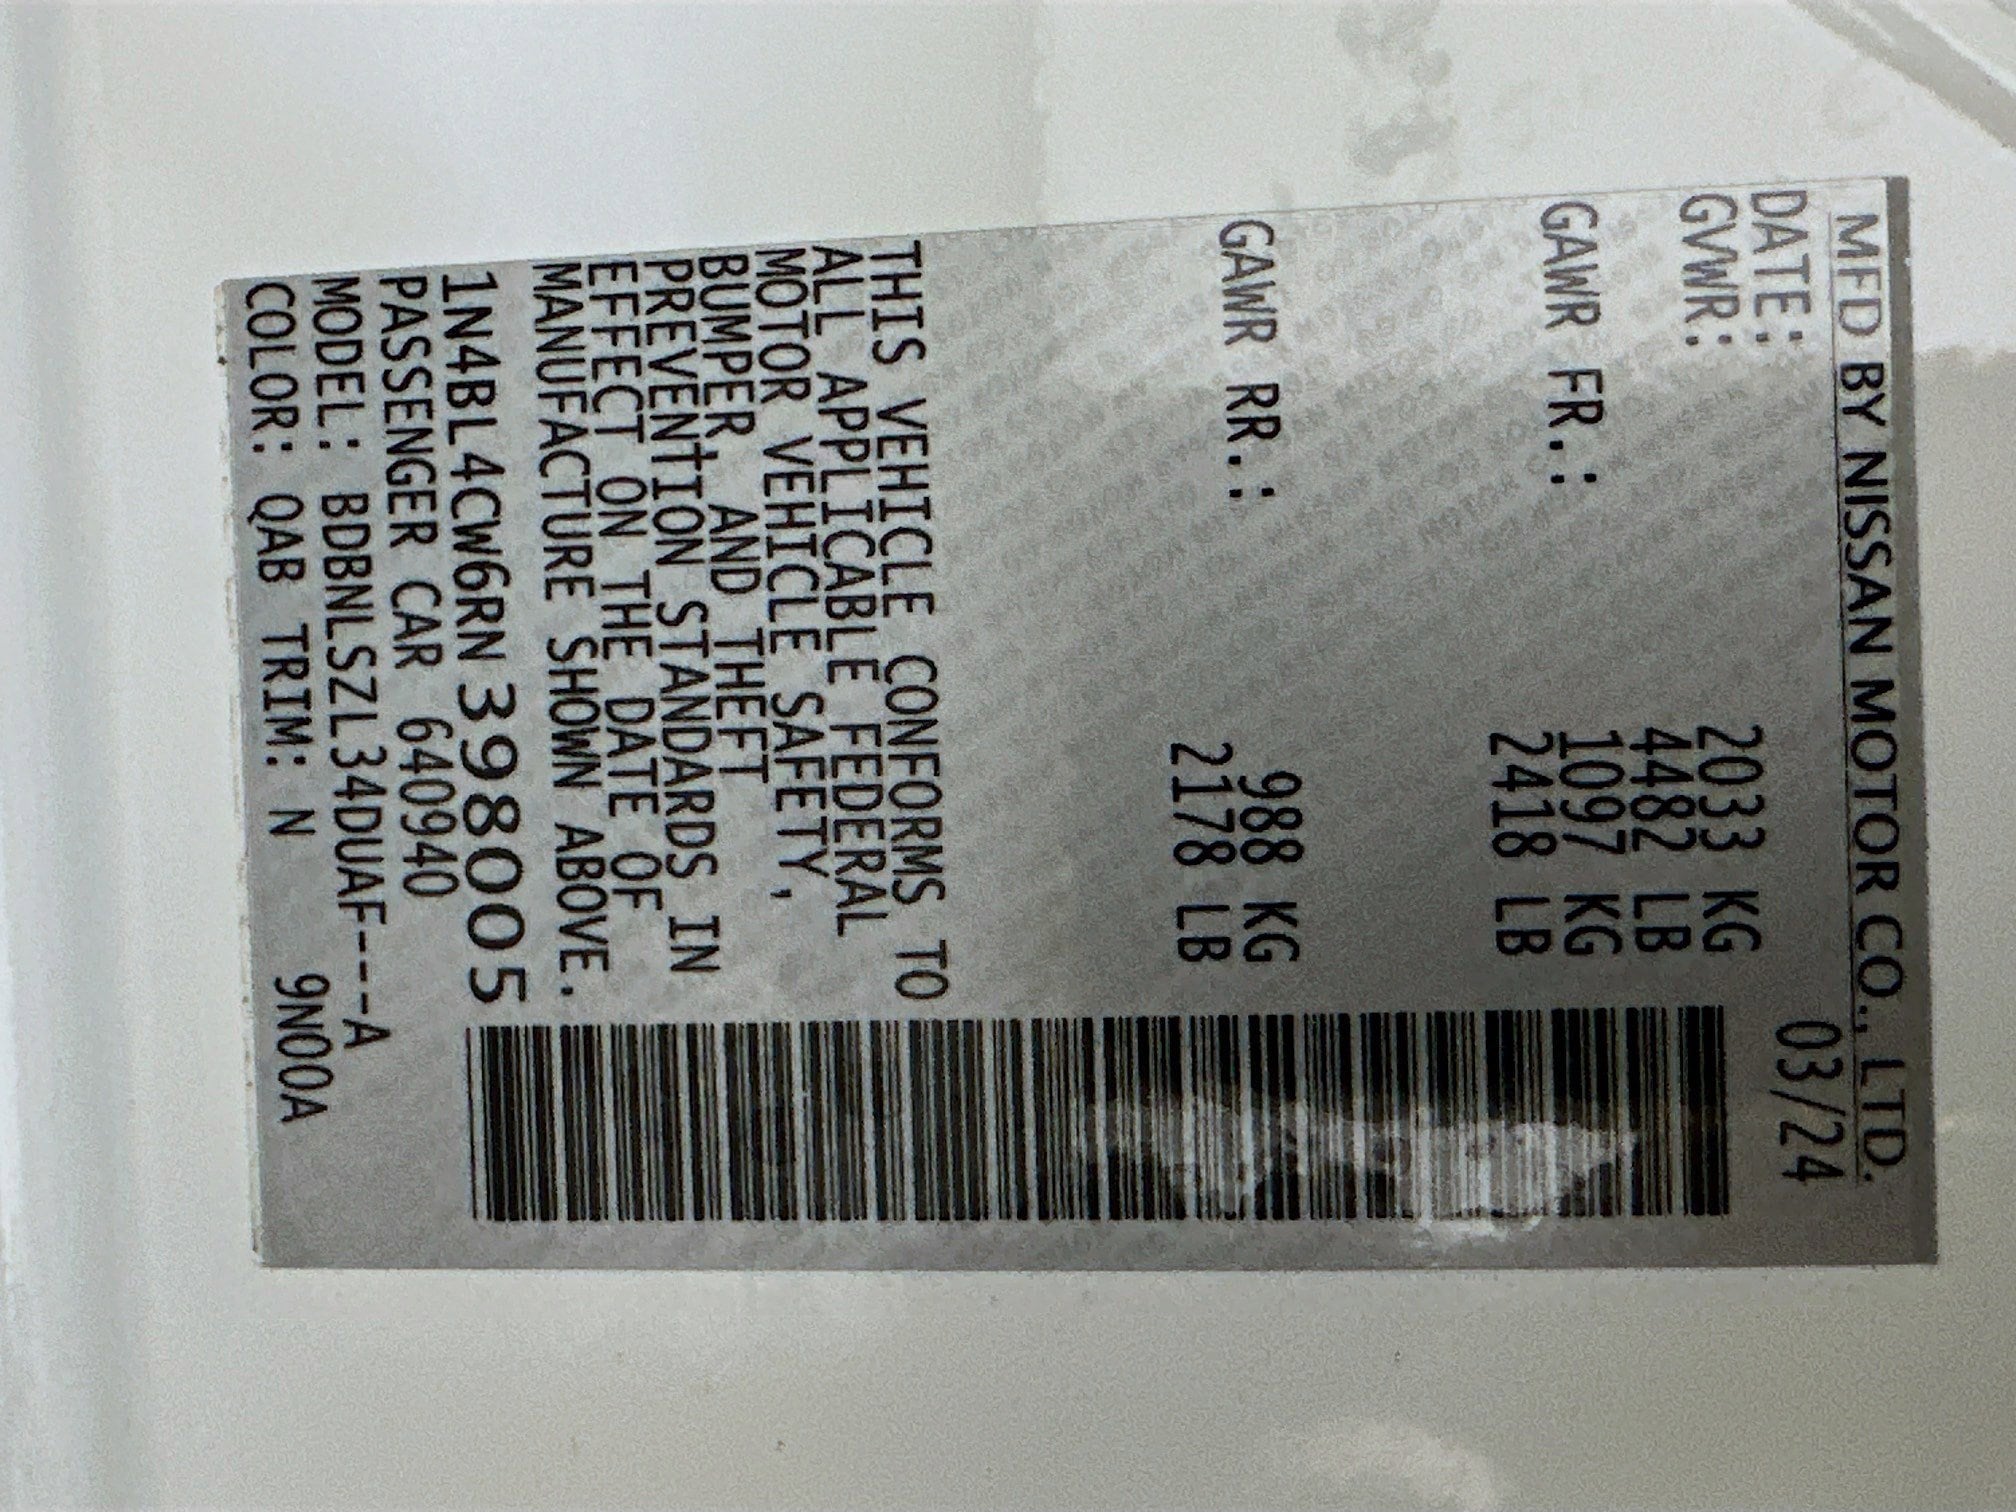 MFD BY NISSAN MOTOR CO., LTD.
DATE: 03/24
GVWR: 2033 KG
4482 LB
GAWR FR.: 1097 KG
2418 LB
GAWR RR.: 988 KG
2178 LB
THIS VEHICLE CONFORMS TO
ALL APPLICABLE FEDERAL
MOTOR VEHICLE SAFETY,
BUMPER, AND THEFT
PREVENTION STANDARDS IN
EFFECT ON THE DATE OF
MANUFACTURE SHOWN ABOVE.
1N4BL4CW6RN398005
PASSENGER CAR 640940
MODEL: BDBNLSZL34DUAF---A
COLOR: QAB TRIM: N 9N00A